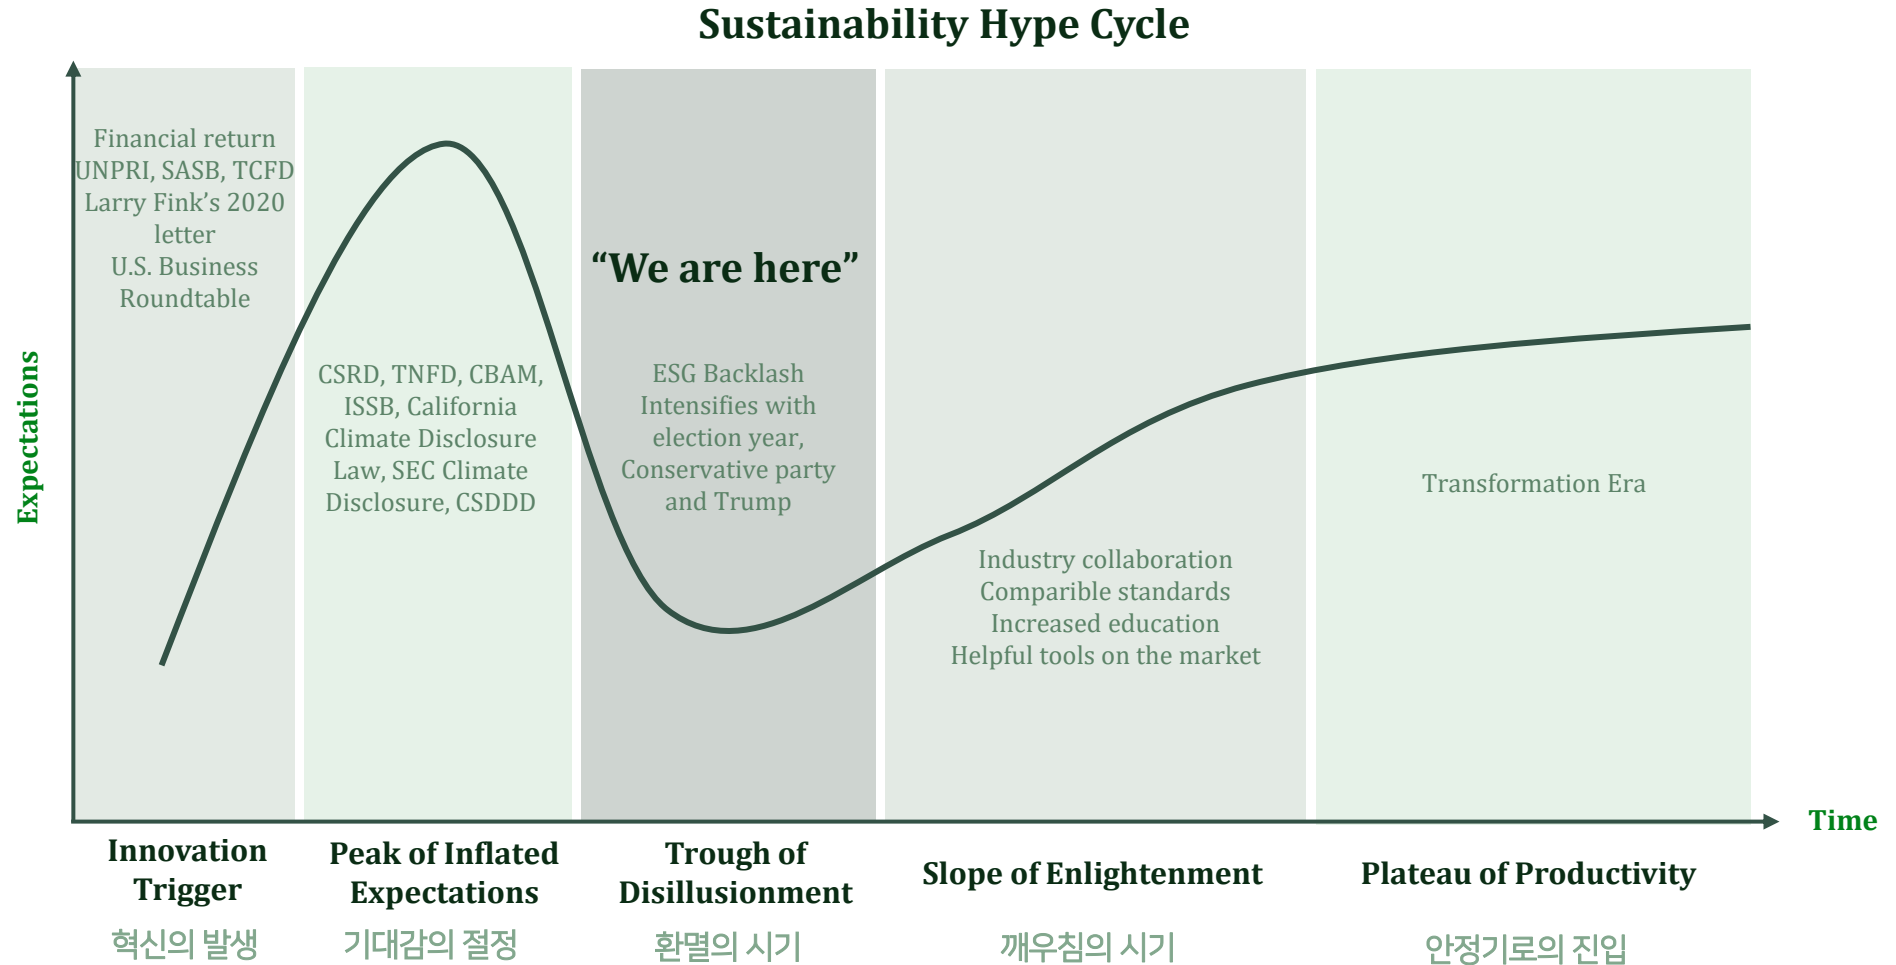 Sustainability Hype Cycle
Expectations
Financial return
UNPRI, SASB, TCFD
Larry Fink’s 2020
letter
U.S. Business
Roundtable
CSRD, TNFD, CBAM,
ISSB, California
Climate Disclosure
Law, SEC Climate
Disclosure, CSDDD
“We are here”
ESG Backlash
Intensifies with
election year,
Conservative party
and Trump
Industry collaboration
Comparible standards
Increased education
Helpful tools on the market
Transformation Era
Time
Innovation
Trigger
혁신의 발생
Peak of Inflated
Expectations
기대감의 절정
Trough of
Disillusionment
환멸의 시기
Slope of Enlightenment
깨우침의 시기
Plateau of Productivity
안정기로의 진입